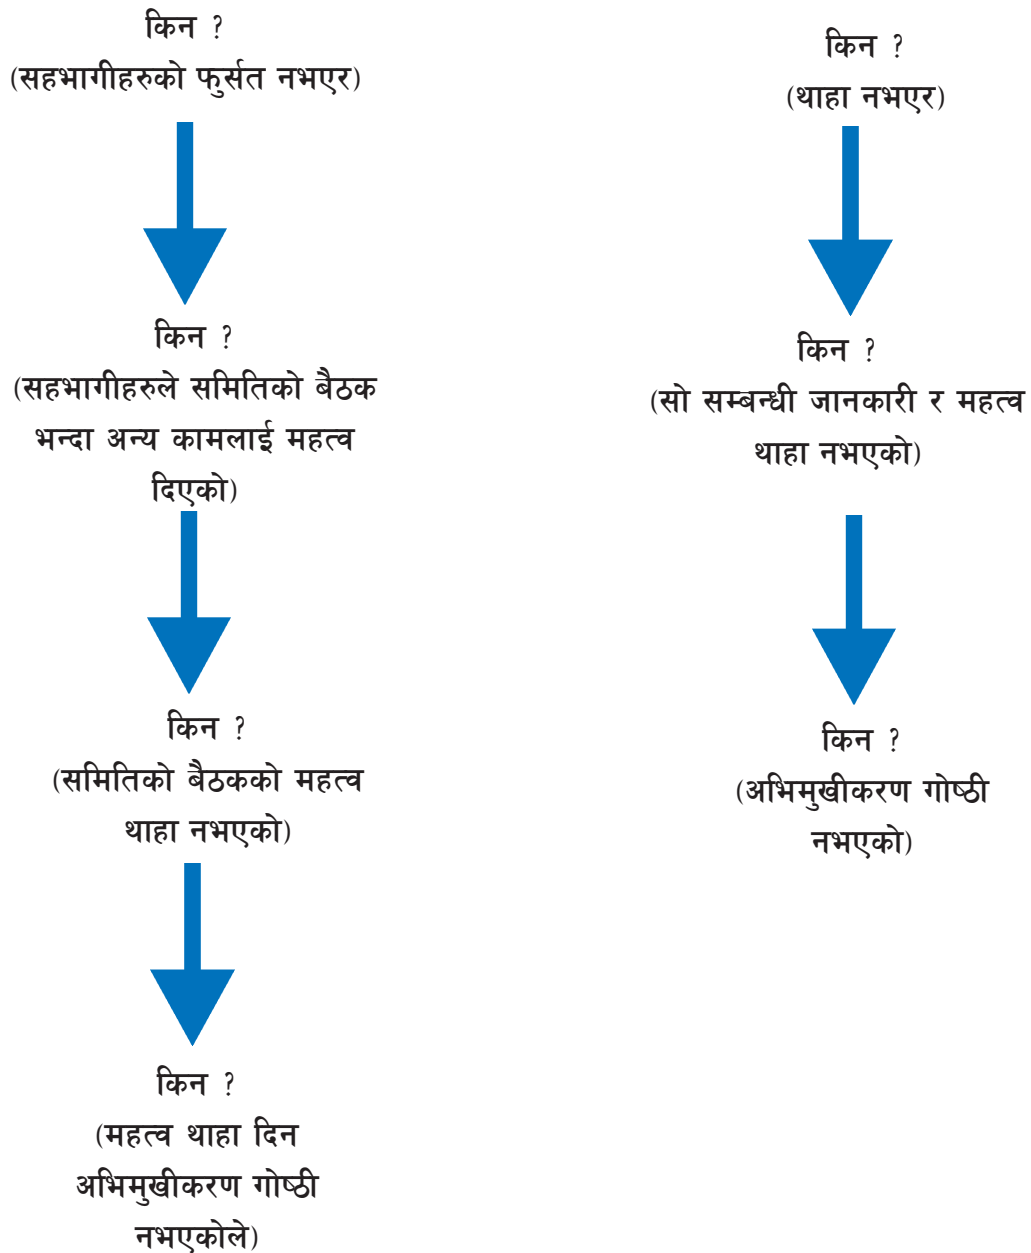 किन ?
(सहभागीहरुको फुर्सत नभएर)
किन ?
(सहभागीहरुले समितिको बैठक
भन्दा अन्य कामलाई महत्व
दिएको)
किन ?
(समितिको बैठकको महत्व
थाहा नभएको)
किन ?
(महत्व थाहा दिन
अभिमुखीकरण गोष्ठी
नभएकोले)
किन ?
(थाहा नभएर)
किन ?
(सो सम्बन्धी जानकारी र महत्व
थाहा नभएको)
किन ?
(अभिमुखीकरण गोष्ठी
नभएको)